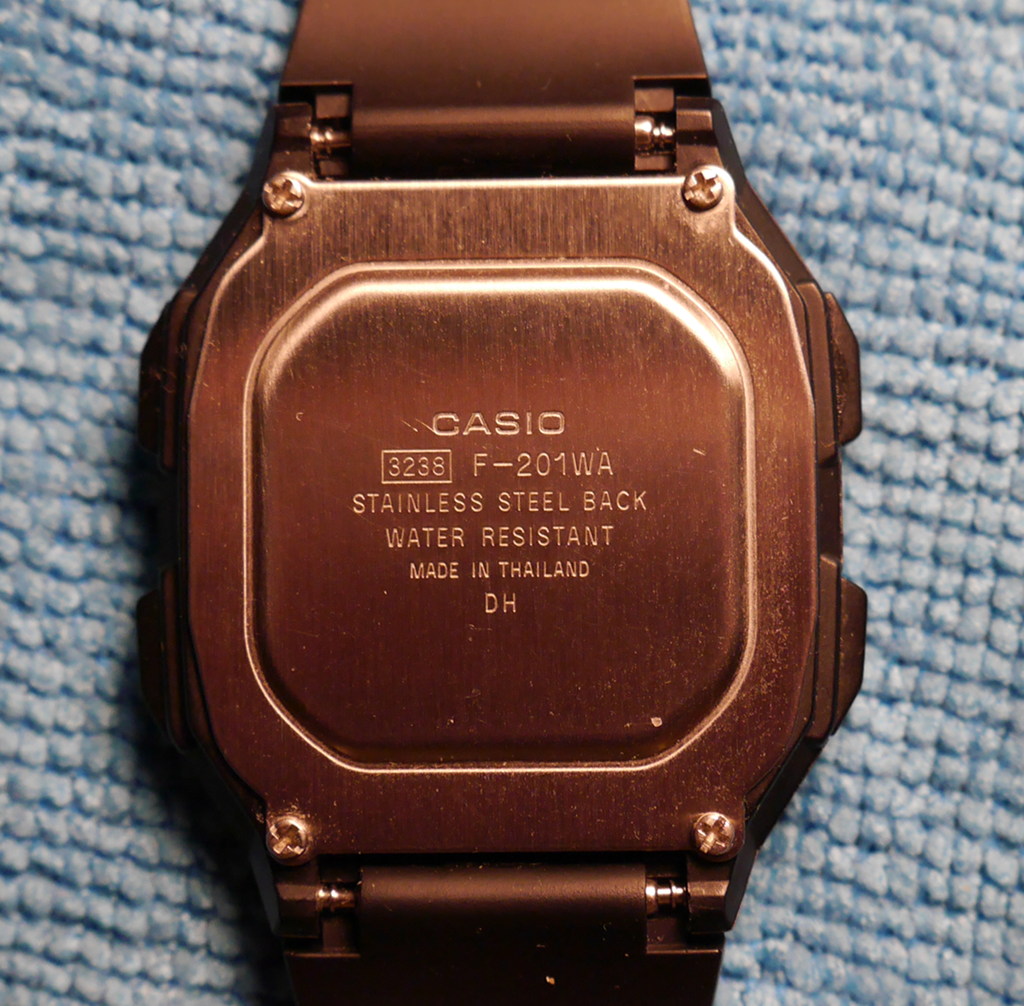 CASIO
3238 F-201WA
STAINLESS STEEL BACK
WATER RESISTANT
MADE IN THAILAND
DH